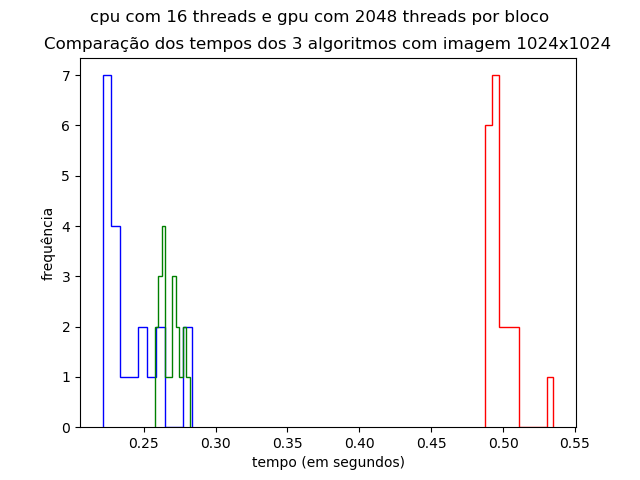 cpu com 16 threads e gpu com 2048 threads por bloco
Comparação dos tempos dos 3 algoritmos com imagem 1024x1024
7
6
5
4
3
2
1
0
frequência
0.25 0.30 0.35 0.40 0.45 0.50 0.55
tempo (em segundos)